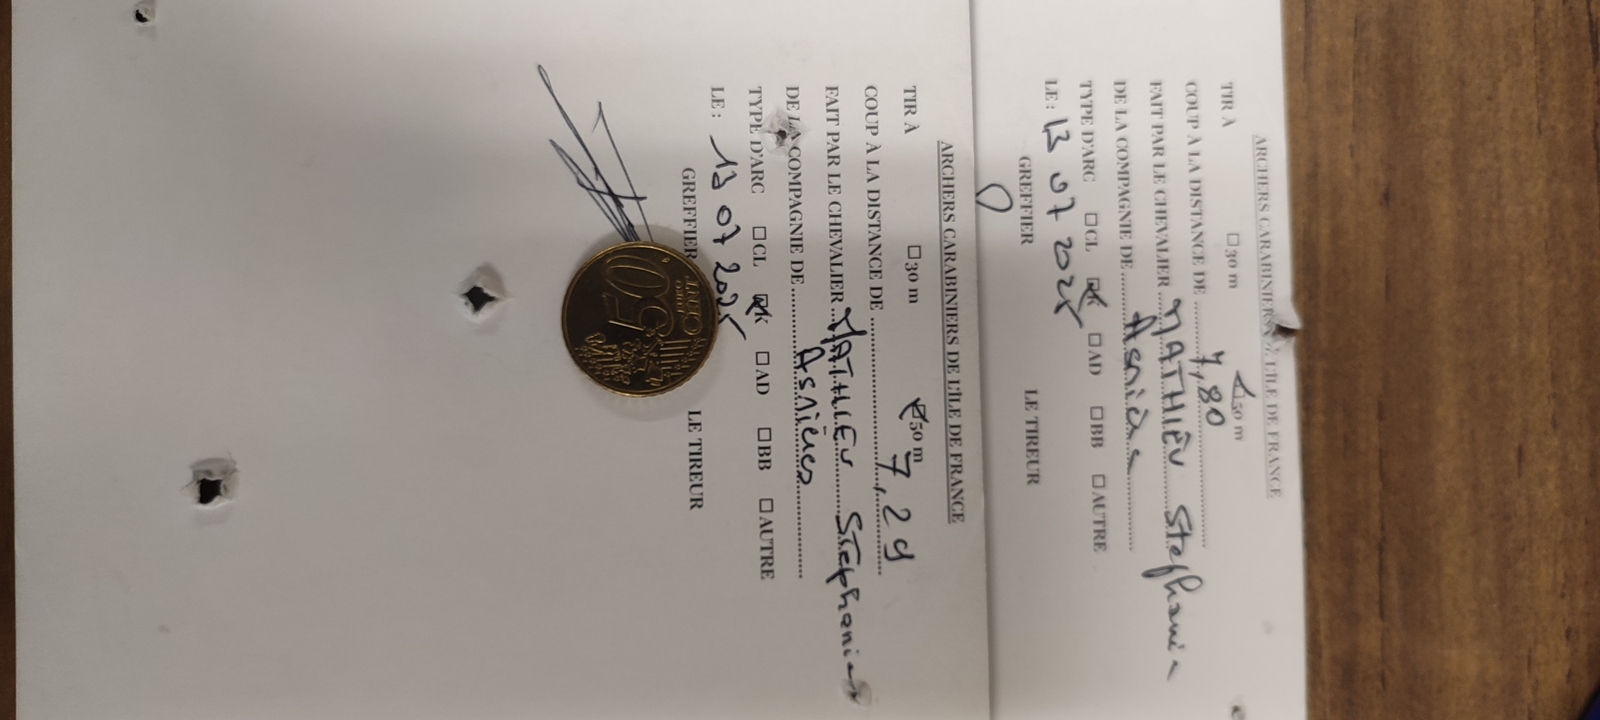 ARCHERS CARABINIERS DE L'ÎLE DE FRANCE
TIR À ☐30 m ☑50 m
COUP À LA DISTANCE DE ........ 7,80
FAIT PAR LE CHEVALIER ... MATHIEU Stephanie
DE LA COMPAGNIE DE ... Asnières
TYPE D'ARC ☐CL ☒K ☐AD ☐BB ☐AUTRE
LE : 13 07 2025
GREFFIER LE TIREUR
ARCHERS CARABINIERS DE L'ÎLE DE FRANCE
TIR À ☐30 m ☑50 m
COUP À LA DISTANCE DE ........ 7,29
FAIT PAR LE CHEVALIER ... MATHIEU Stephanie
DE LA COMPAGNIE DE ... Asnières
TYPE D'ARC ☐CL ☒K ☐AD ☐BB ☐AUTRE
LE : 13 07 2025
GREFFIER LE TIREUR
50
EURO
CENT